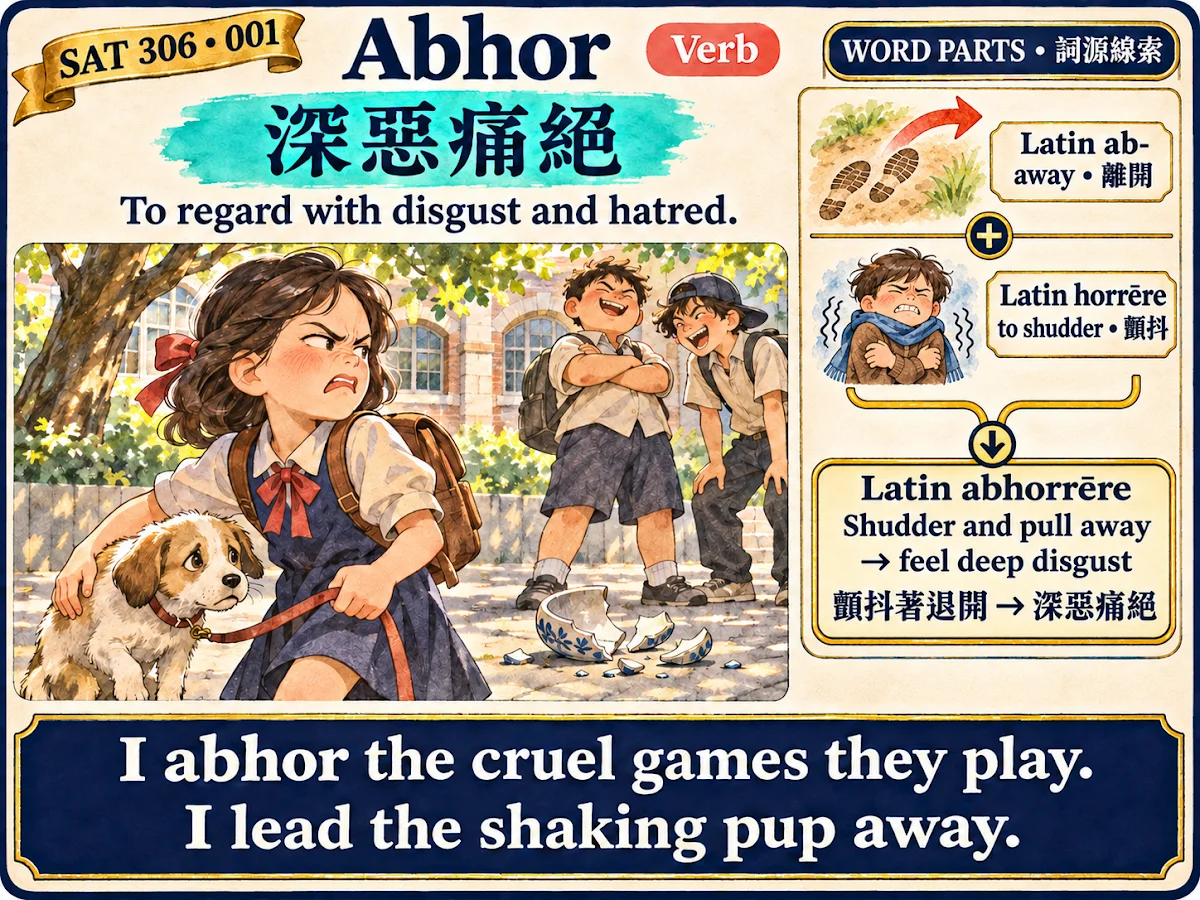 SAT 306 • 001
Abhor
Verb
深惡痛絕
To regard with disgust and hatred.
WORD PARTS • 詞源線索
Latin ab-
away • 離開
+
Latin horrēre
to shudder • 顫抖
Latin abhorrēre
Shudder and pull away
→ feel deep disgust
顫抖著退開 → 深惡痛絕
I abhor the cruel games they play.
I lead the shaking pup away.